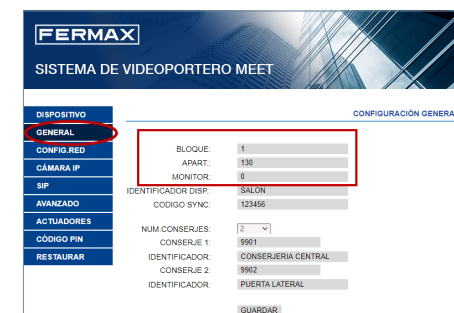 FERMAX
SISTEMA DE VIDEOPORTERO MEET
DISPOSITIVO
CONFIGURACIÓN GENERA
GENERAL
CONFIG.RED
CÁMARA IP
SIP
AVANZADO
ACTUADORES
CÓDIGO PIN
RESTAURAR
BLOQUE: 1
APART.: 130
MONITOR: 0
IDENTIFICADOR DISP.: SALON
CODIGO SYNC: 123456
NUM.CONSERJES: 2
CONSERJE 1: 9901
IDENTIFICADOR: CONSERJERIA CENTRAL
CONSERJE 2: 9902
IDENTIFICADOR: PUERTA LATERAL
GUARDAR